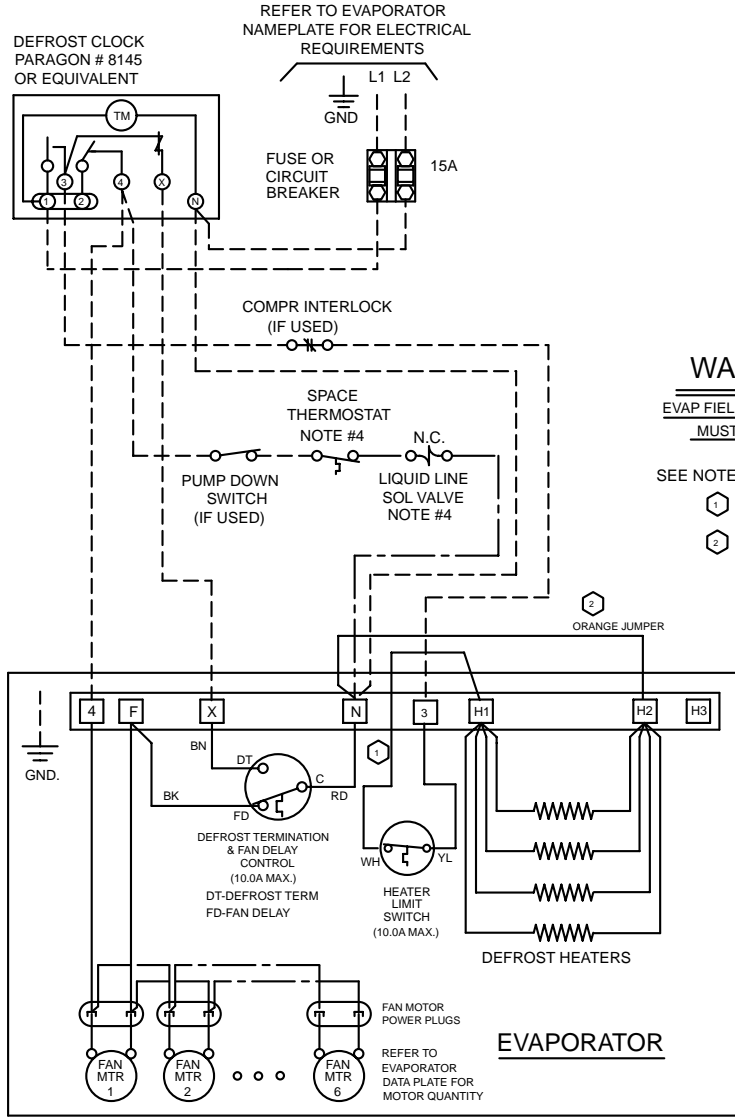 REFER TO EVAPORATOR
NAMEPLATE FOR ELECTRICAL
REQUIREMENTS
DEFROST CLOCK
PARAGON # 8145
OR EQUIVALENT
L1 L2
GND
TM
FUSE OR
CIRCUIT
BREAKER
15A
3
4
X
1
2
N
COMPR INTERLOCK
(IF USED)
SPACE
THERMOSTAT
NOTE #4
N.C.
PUMP DOWN
SWITCH
(IF USED)
LIQUID LINE
SOL VALVE
NOTE #4
WA
EVAP FIEL
MUST
SEE NOTE
1
2
2
ORANGE JUMPER
4
F
X
N
3
H1
H2
H3
GND.
BN
DT
C
RD
BK
FD
1
WH
YL
DEFROST TERMINATION
& FAN DELAY
CONTROL
(10.0A MAX.)
DT-DEFROST TERM
FD-FAN DELAY
HEATER
LIMIT
SWITCH
(10.0A MAX.)
DEFROST HEATERS
FAN MOTOR
POWER PLUGS
FAN
MTR
1
FAN
MTR
2
FAN
MTR
6
REFER TO
EVAPORATOR
DATA PLATE FOR
MOTOR QUANTITY
EVAPORATOR